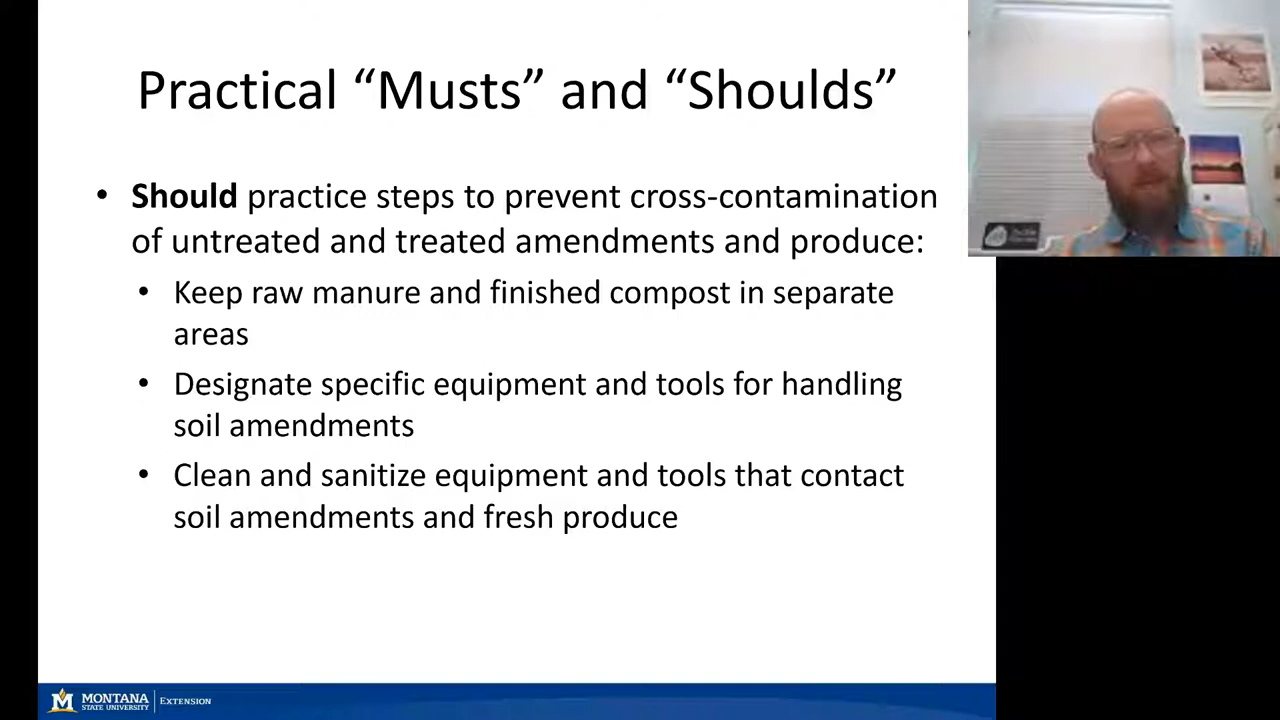 Practical “Musts” and “Shoulds”
• Should practice steps to prevent cross-contamination
of untreated and treated amendments and produce:
• Keep raw manure and finished compost in separate
areas
• Designate specific equipment and tools for handling
soil amendments
• Clean and sanitize equipment and tools that contact
soil amendments and fresh produce
M MONTANA
STATE UNIVERSITY
EXTENSION